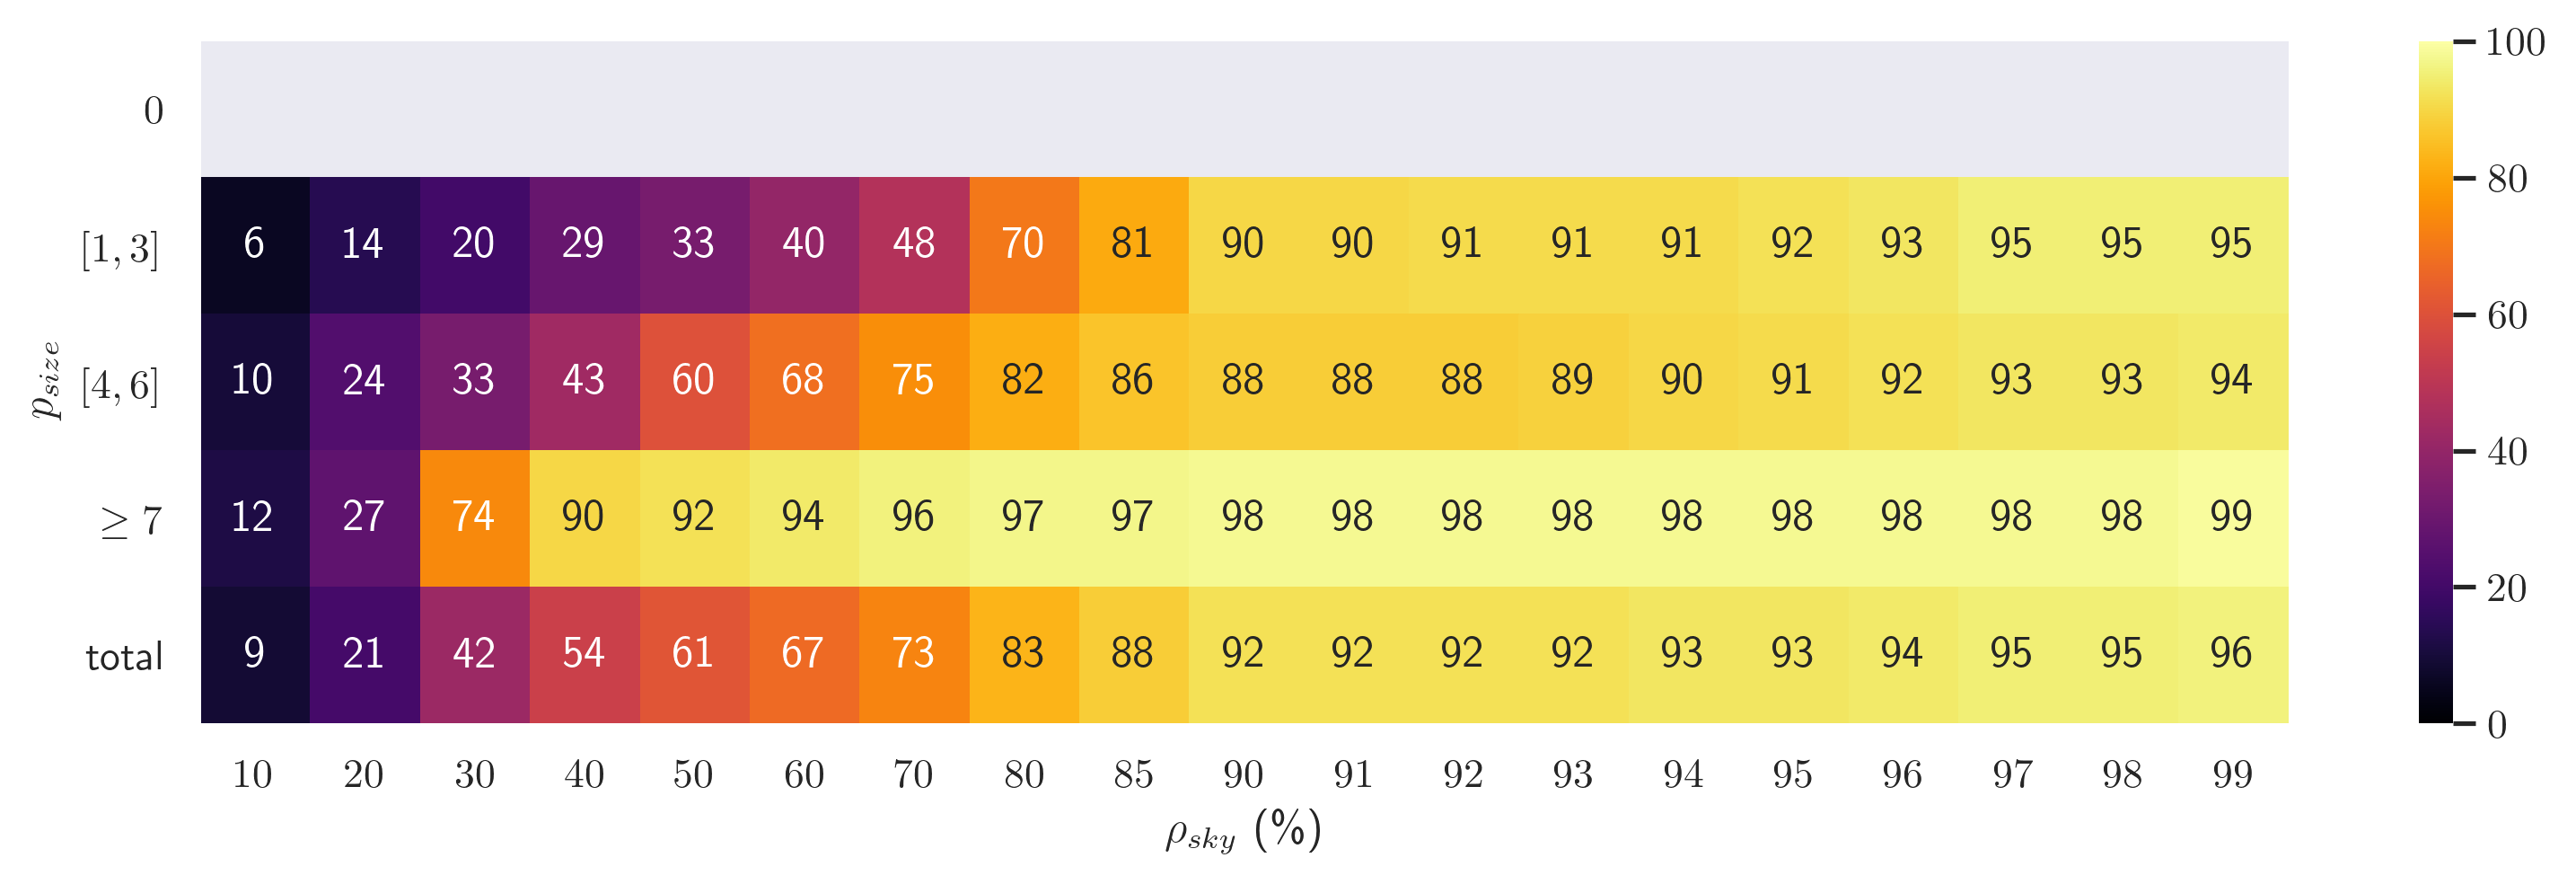 100
0
80
[1, 3] 6 14 20 29 33 40 48 70 81 90 90 91 91 91 92 93 95 95 95
60
p_size
[4, 6] 10 24 33 43 60 68 75 82 86 88 88 88 89 90 91 92 93 93 94
40
≥ 7 12 27 74 90 92 94 96 97 97 98 98 98 98 98 98 98 98 98 99
20
total 9 21 42 54 61 67 73 83 88 92 92 92 92 93 93 94 95 95 96
0
10 20 30 40 50 60 70 80 85 90 91 92 93 94 95 96 97 98 99
ρ_sky (%)